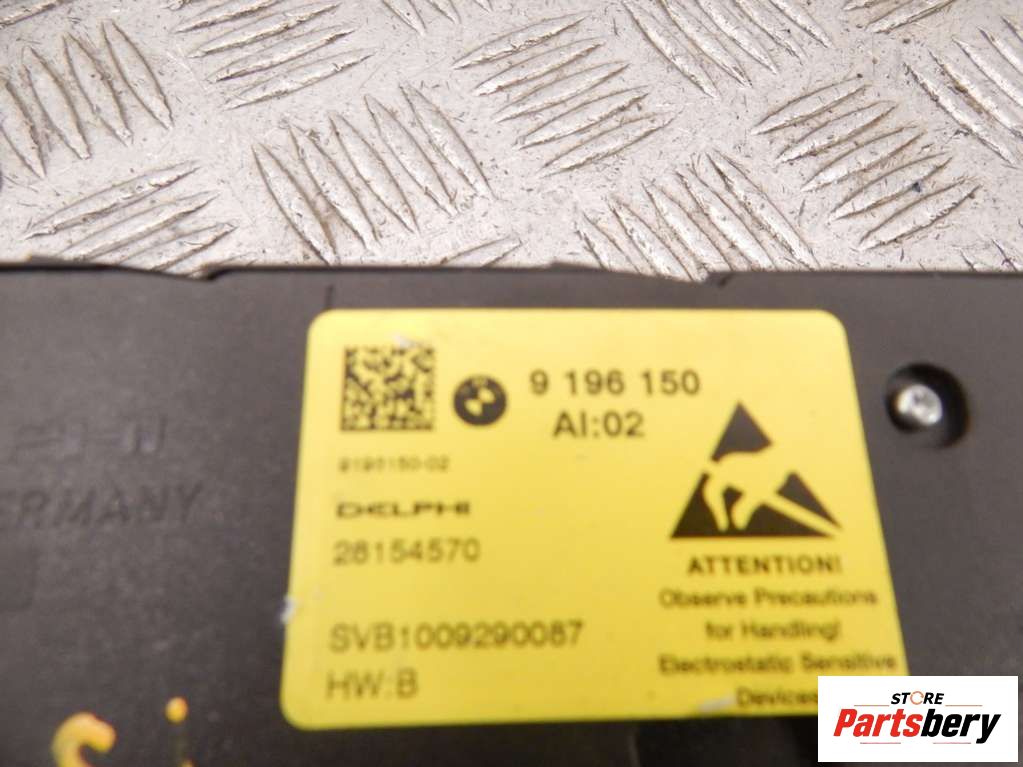 9 196 150
AI:02
9196150-02
DELPHI
28154570
SVB1009290087
HW:B
ATTENTION!
Observe Precautions
for Handling!
Electrostatic Sensitive
Devices
GERMANY
STORE
Partsbery